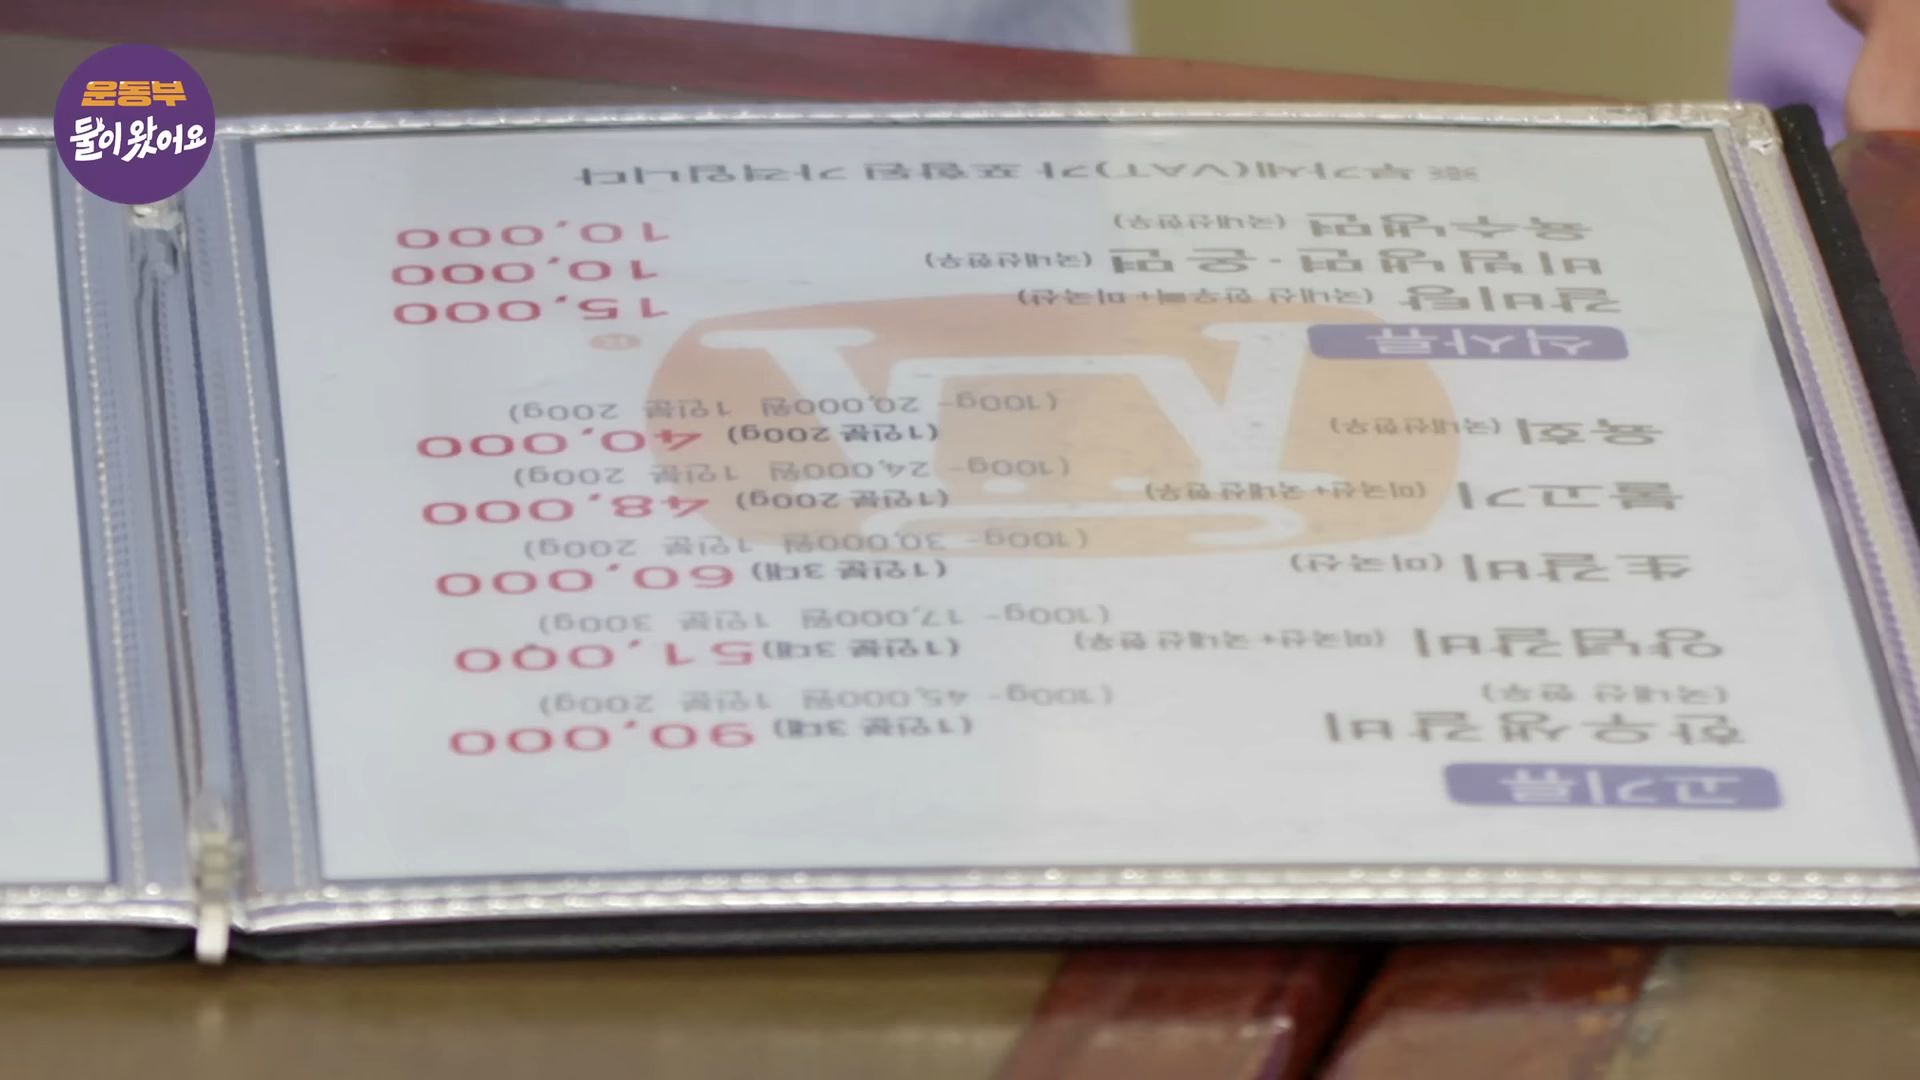 운동부
둘이 왔어요
고기류
한우생갈비 (1인분 3대) 90,000
(국내산 한우) (100g- 45,000원 1인분 200g)
양념갈비 (미국산+국내산 한우) (1인분 3대) 51,000
(100g- 17,000원 1인분 300g)
生갈비 (미국산) (1인분 3대) 60,000
(100g- 30,000원 1인분 200g)
불고기 (미국산+국내산한우) (1인분 200g) 48,000
(100g- 24,000원 1인분 200g)
육회 (국내산한우) (1인분 200g) 40,000
(100g- 20,000원 1인분 200g)
식사류
갈비탕 (국내산 한우뼈+미국산) 15,000
비빔냉면·온면 (국내산한우) 10,000
육수냉면 (국내산한우) 10,000
※ 부가세(VAT)가 포함된 가격입니다